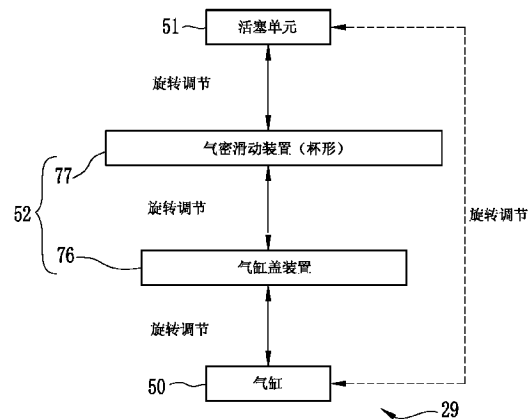 51
活塞单元
旋转调节
77
气密滑动装置（杯形）
52
旋转调节
旋转调节
76
气缸盖装置
旋转调节
50
气缸
29